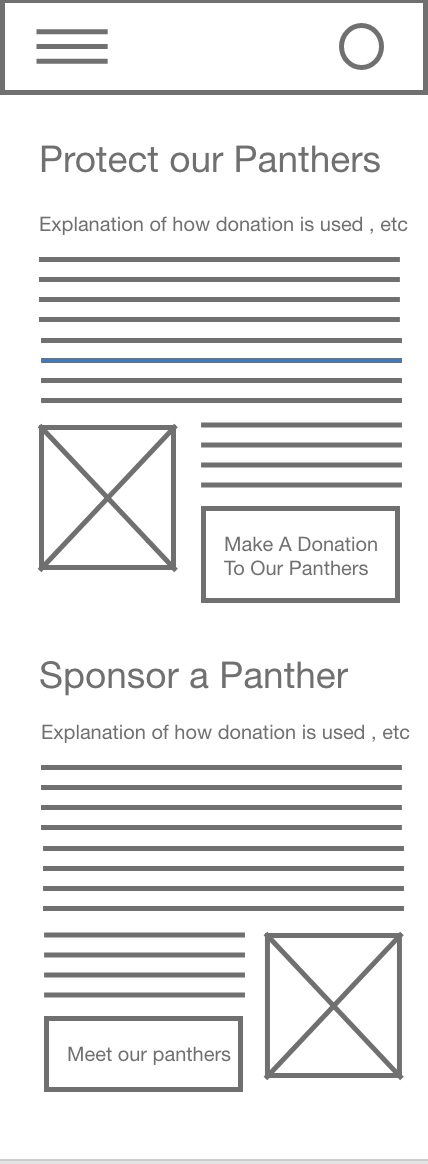 Protect our Panthers
Explanation of how donation is used , etc
Make A Donation
To Our Panthers
Sponsor a Panther
Explanation of how donation is used , etc
Meet our panthers